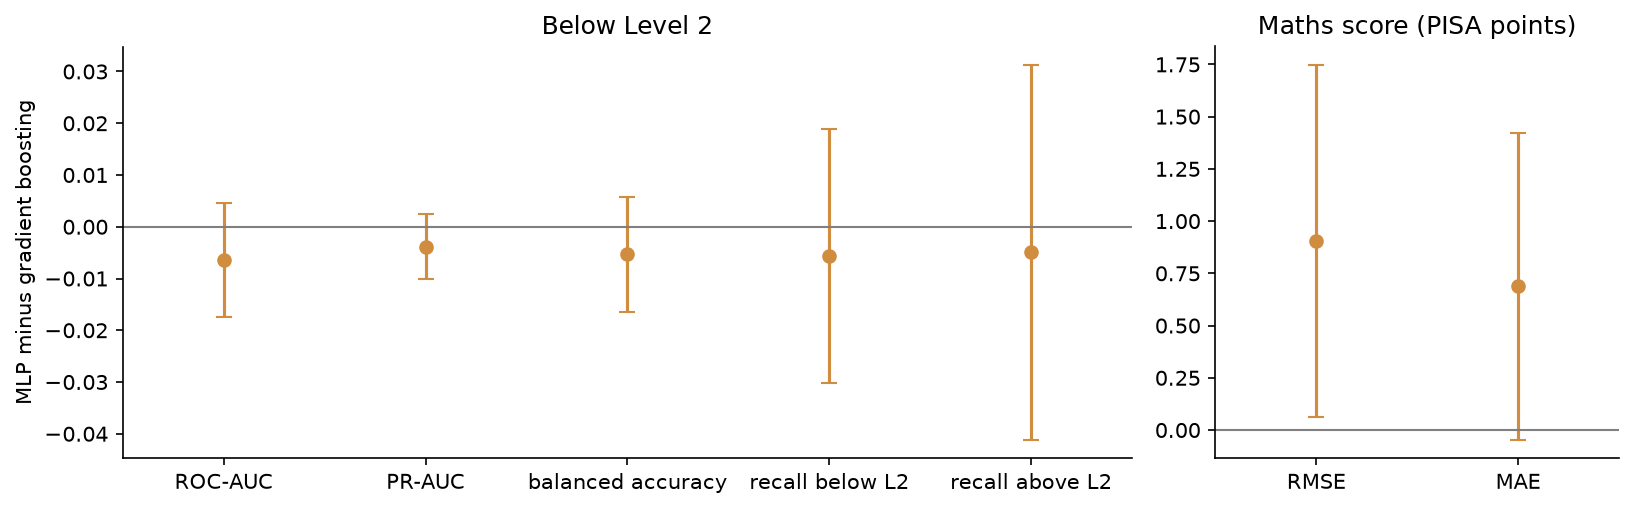 Below Level 2
MLP minus gradient boosting
0.03
0.02
0.01
0.00
−0.01
−0.02
−0.03
−0.04
ROC-AUC
PR-AUC
balanced accuracy
recall below L2
recall above L2
Maths score (PISA points)
1.75
1.50
1.25
1.00
0.75
0.50
0.25
0.00
RMSE
MAE